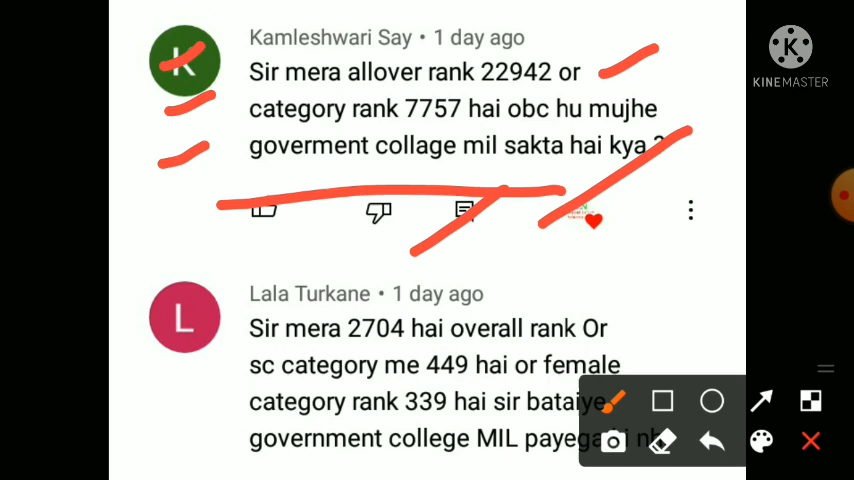 Kamleshwari Say • 1 day ago
Sir mera allover rank 22942 or
category rank 7757 hai obc hu mujhe
goverment collage mil sakta hai kya ?
K
K
KINEMASTER
Lala Turkane • 1 day ago
L
Sir mera 2704 hai overall rank Or
sc category me 449 hai or female
category rank 339 hai sir bataiye
government college MIL payega